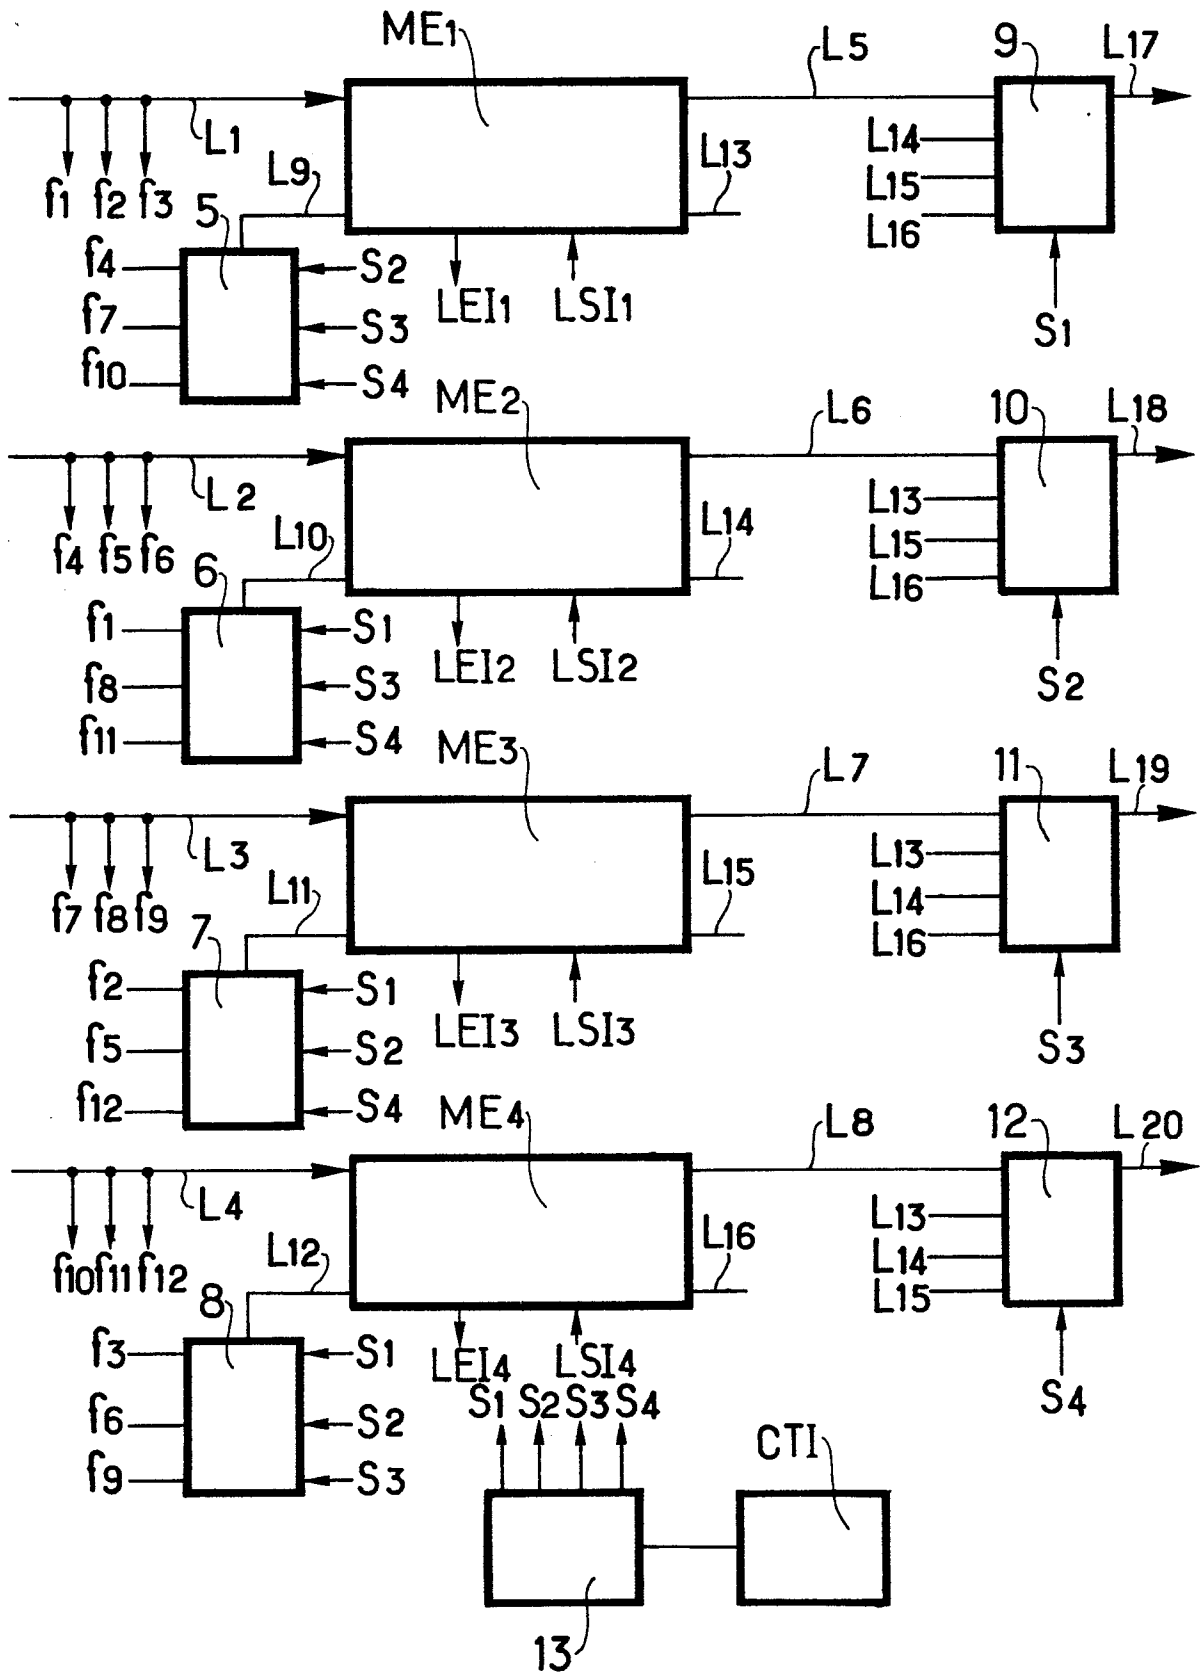 ME1
L5
9
L17
L1
L14
L13
L9
L15
f1 f2 f3
5
L16
f4
S2
LEI1
LSI1
f7
S3
S1
f10
S4
ME2
L6
10
L18
L2
L13
L14
L10
L15
f4 f5 f6
6
L16
f1
S1
LEI2
LSI2
f8
S3
S2
f11
S4
ME3
L7
11
L19
L3
L13
L15
L11
L14
f7 f8 f9
7
L16
f2
S1
LEI3
LSI3
f5
S2
S3
f12
S4
ME4
L8
12
L20
L4
L13
L16
L12
L14
f10 f11 f12
8
L15
f3
S1
LEI4
LSI4
S1 S2 S3 S4
S4
f6
S2
CTI
f9
S3
13